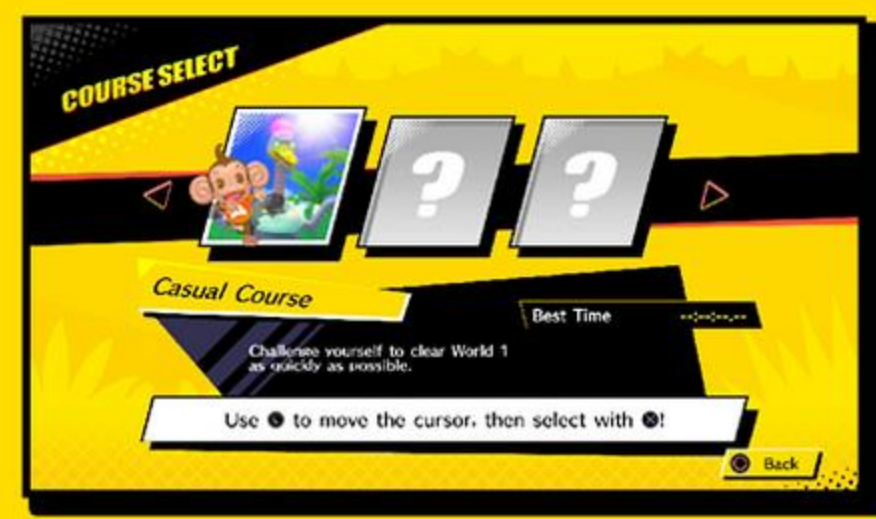 COURSE SELECT
?
?
Casual Course
Best Time --:--:--.--
Challenge yourself to clear World 1
as quickly as possible.
Use L to move the cursor, then select with ⊗!
Back